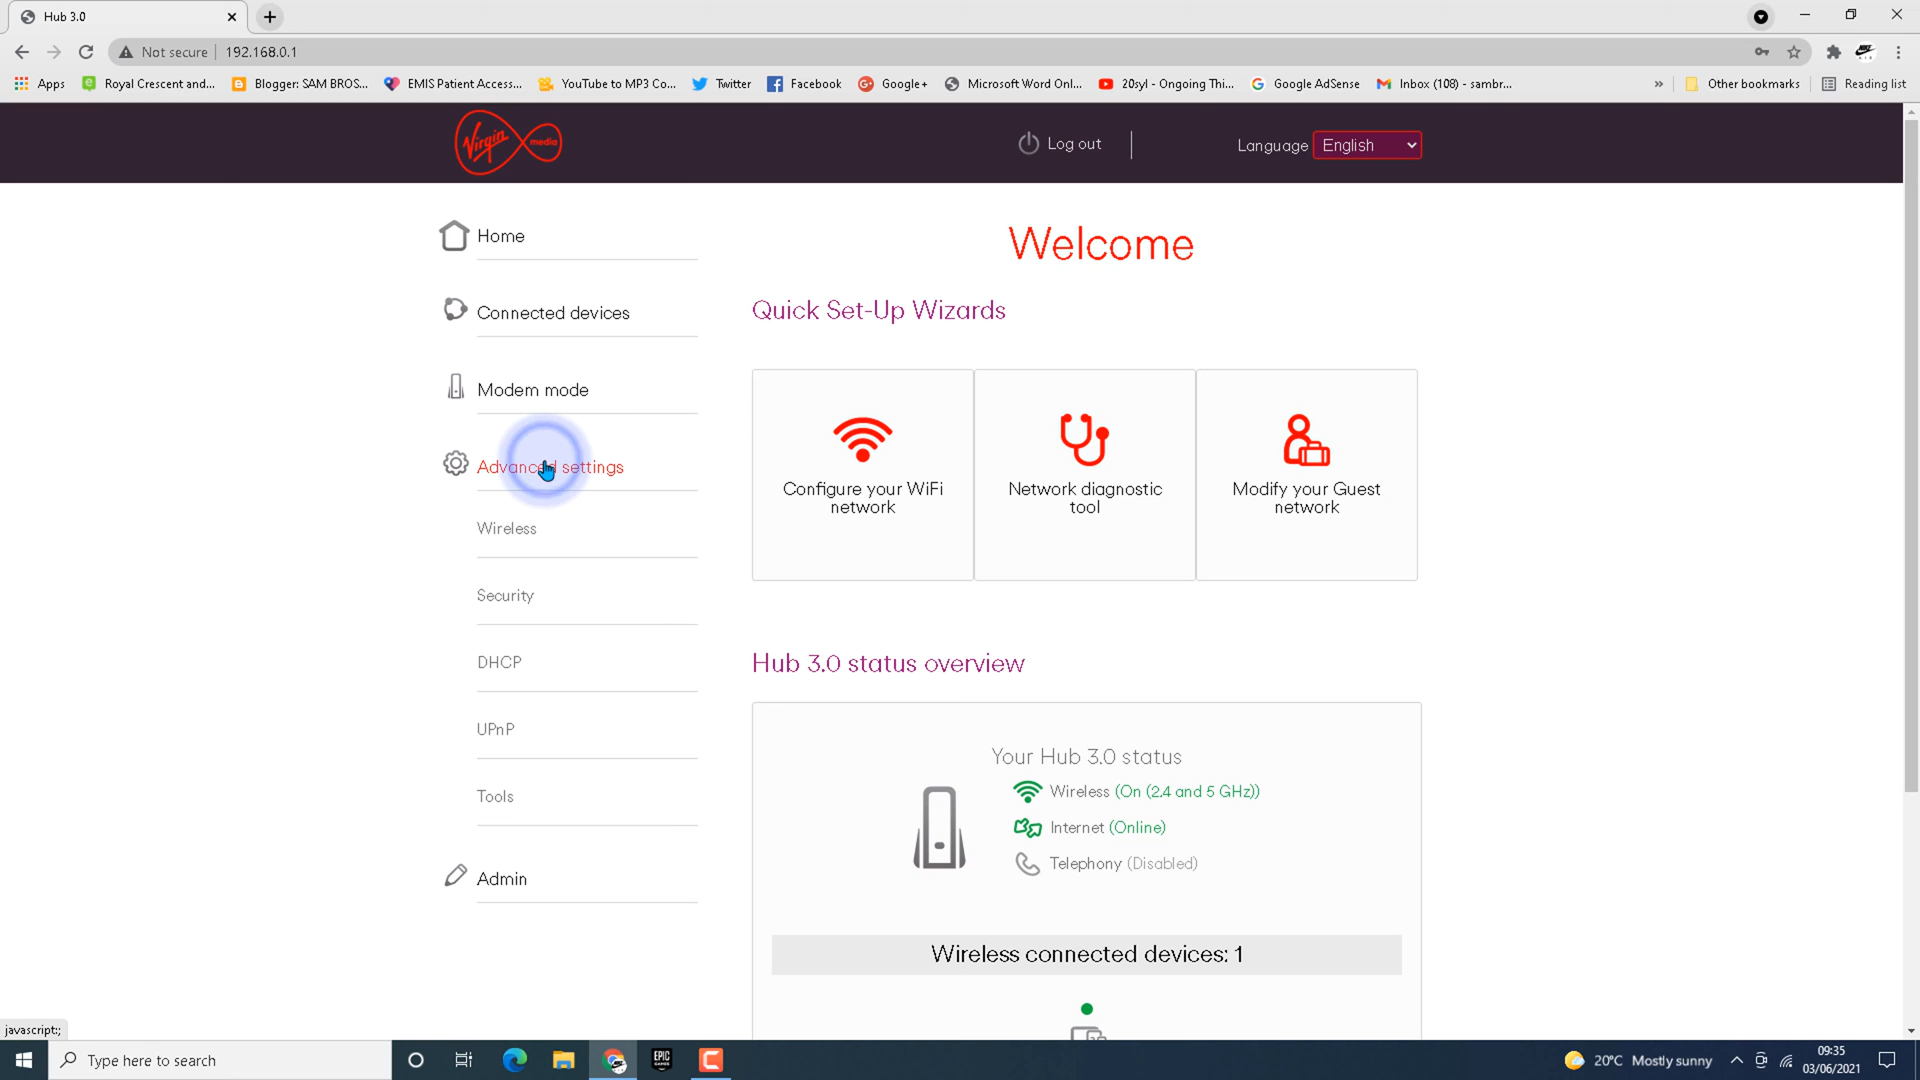 Hub 3.0
Not secure 192.168.0.1
Apps Royal Crescent and... Blogger: SAM BROS... EMIS Patient Access... YouTube to MP3 Co... Twitter Facebook Google+ Microsoft Word Onl... 20syl - Ongoing Thi... Google AdSense Inbox (108) - sambr... » Other bookmarks Reading list
Virgin media
Log out
Language English
Home
Connected devices
Modem mode
Advanced settings
Wireless
Security
DHCP
UPnP
Tools
Admin
Welcome
Quick Set-Up Wizards
Configure your WiFi
network
Network diagnostic
tool
Modify your Guest
network
Hub 3.0 status overview
Your Hub 3.0 status
Wireless (On (2.4 and 5 GHz))
Internet (Online)
Telephony (Disabled)
Wireless connected devices: 1
javascript:;
Type here to search
EPIC
GAMES
20°C Mostly sunny
09:35
03/06/2021